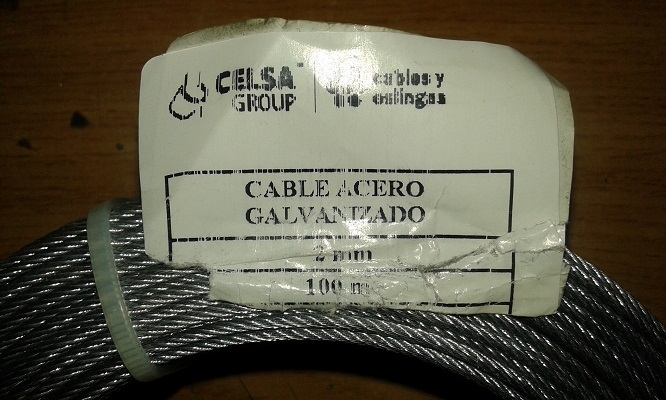 CELSA
GROUP
cables y
eslingas
CABLE ACERO
GALVANIZADO
2 mm
100 m